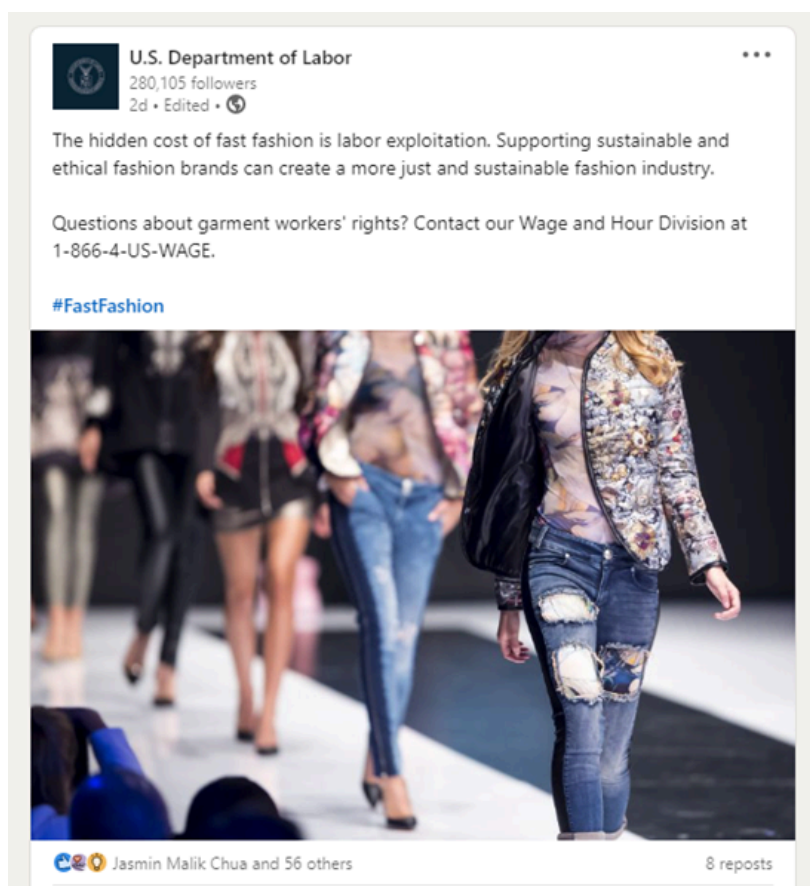 U.S. Department of Labor
280,105 followers
2d • Edited •
The hidden cost of fast fashion is labor exploitation. Supporting sustainable and
ethical fashion brands can create a more just and sustainable fashion industry.
Questions about garment workers' rights? Contact our Wage and Hour Division at
1-866-4-US-WAGE.
#FastFashion
Jasmin Malik Chua and 56 others
8 reposts